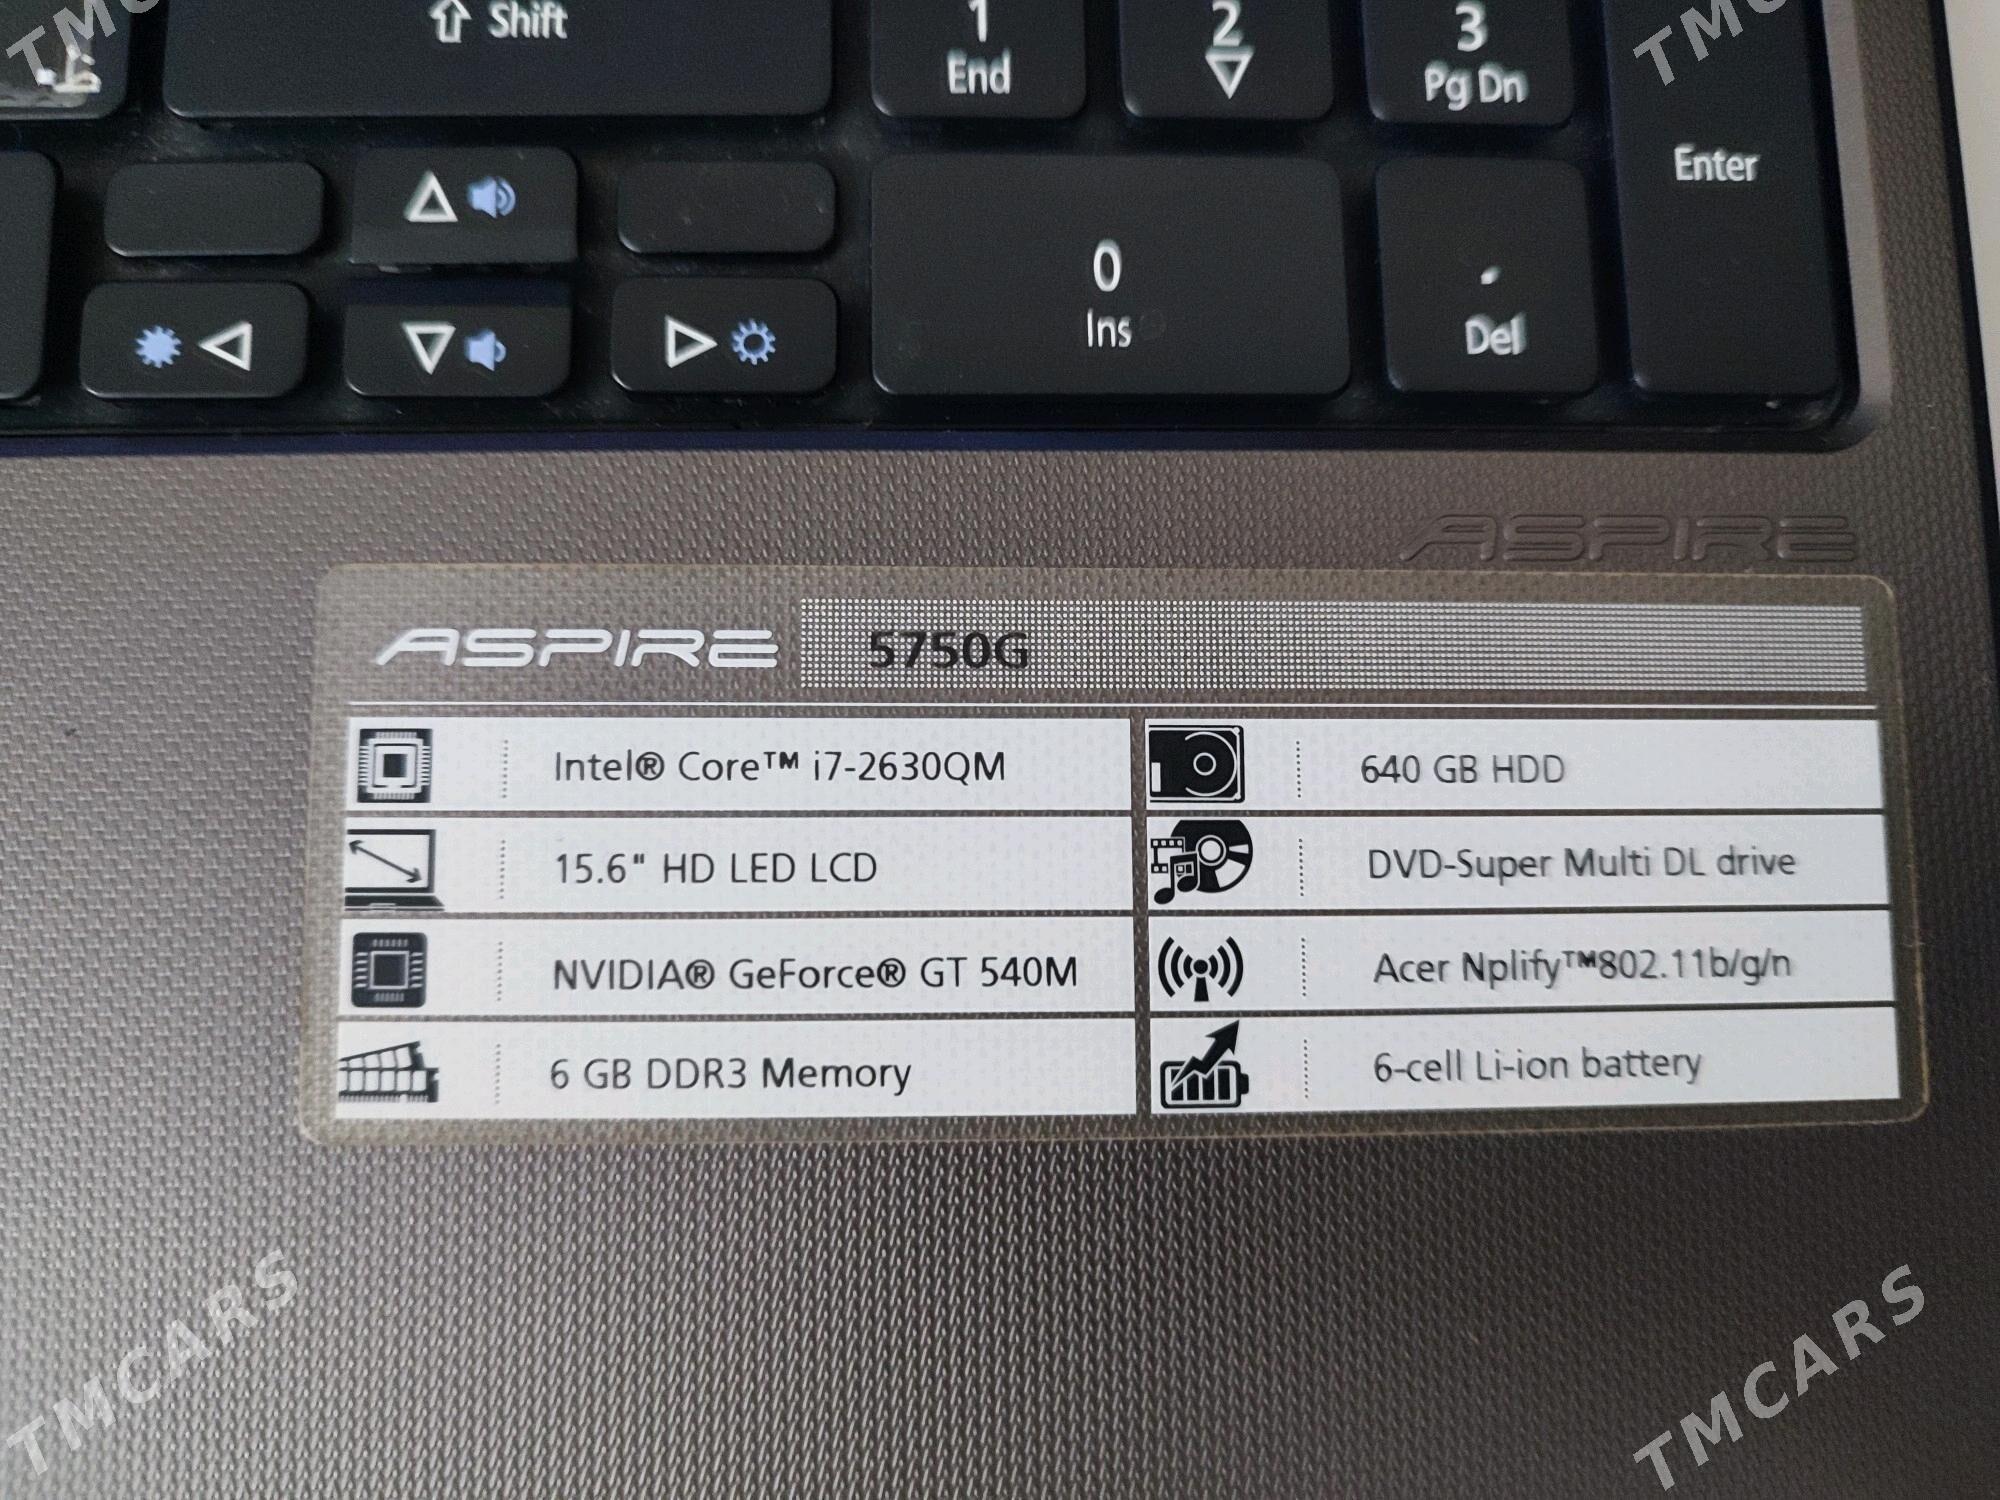 TMCARS
TMCARS
Shift
1
End
2
3
Pg Dn
Enter
0
Ins
.
Del
ASPIRE
ASPIRE 5750G
Intel® Core™ i7-2630QM
640 GB HDD
15.6" HD LED LCD
DVD-Super Multi DL drive
NVIDIA® GeForce® GT 540M
Acer Nplify™802.11b/g/n
6 GB DDR3 Memory
6-cell Li-ion battery
TMCARS
TMCARS